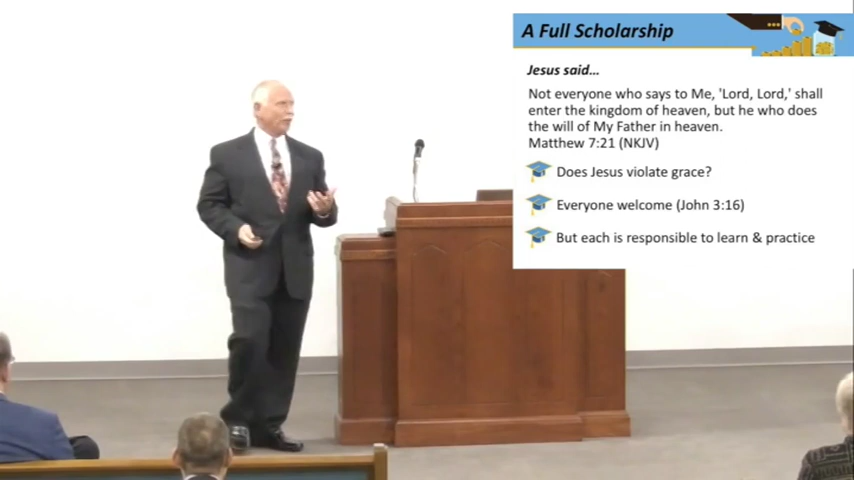 A Full Scholarship
Jesus said...
Not everyone who says to Me, 'Lord, Lord,' shall
enter the kingdom of heaven, but he who does
the will of My Father in heaven.
Matthew 7:21 (NKJV)
Does Jesus violate grace?
Everyone welcome (John 3:16)
But each is responsible to learn & practice